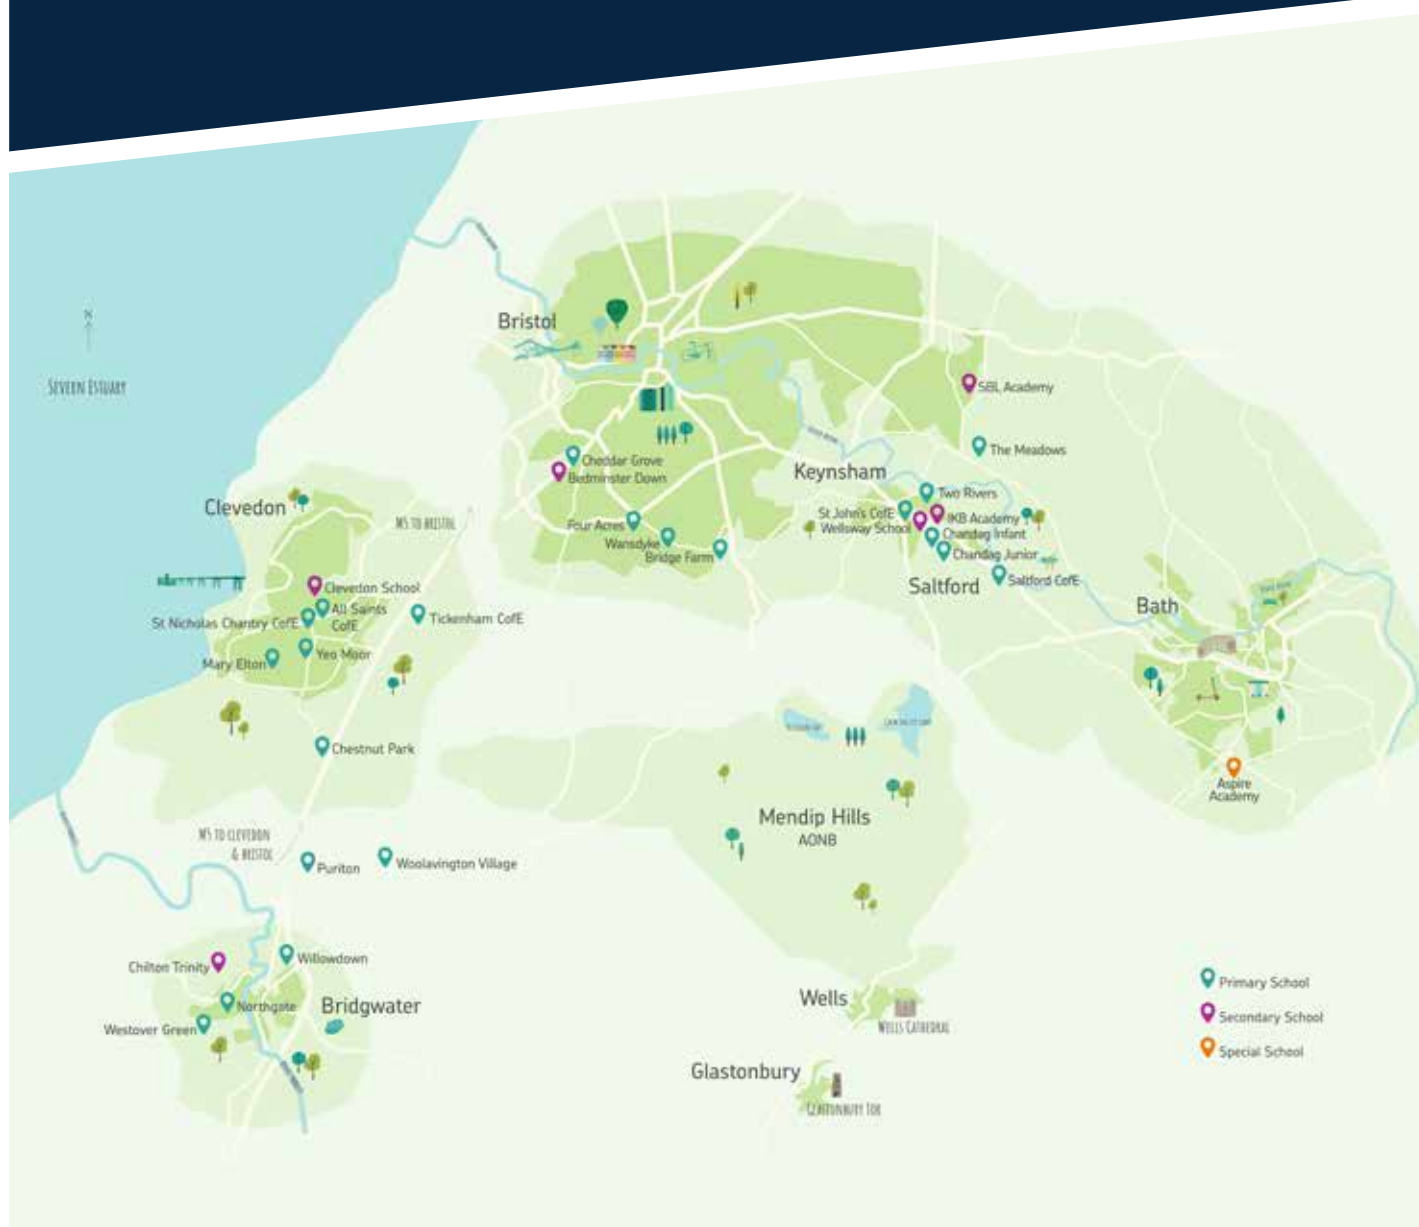 N
SEVERN ESTUARY
Bristol
SBL Academy
The Meadows
Cheddar Grove
Bedminster Down
Keynsham
Two Rivers
St John's CofE
IKB Academy
Wellsway School
Chandag Infant
Chandag Junior
Four Acres
Wansdyke
Bridge Farm
Saltford
Saltford CofE
Clevedon
M5 TO BRISTOL
Clevedon School
All Saints
CofE
St Nicholas Chantry CofE
Tickenham CofE
Mary Elton
Yeo Moor
Bath
Chestnut Park
Aspire
Academy
Mendip Hills
AONB
M5 TO CLEVEDON
& BRISTOL
Puriton
Woolavington Village
Chilton Trinity
Willowdown
Northgate
Bridgwater
Westover Green
Wells
WELLS CATHEDRAL
Glastonbury
GLASTONBURY TOR
Primary School
Secondary School
Special School